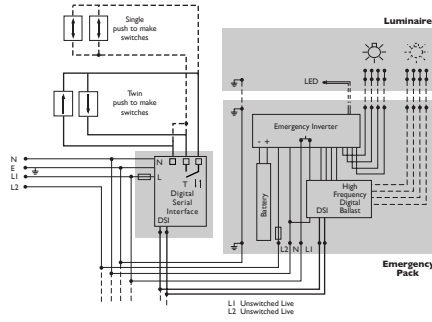 Single
push to make
switches
Luminaire
LED
Twin
push to make
switches
Emergency Inverter
- +
N
E
L1
L2
N
L
T
Digital
Serial
Interface
DSI
Battery
High
Frequency
Digital
Ballast
DSI
L2 N L1
Emergency
Pack
L1 Unswitched Live
L2 Unswitched Live